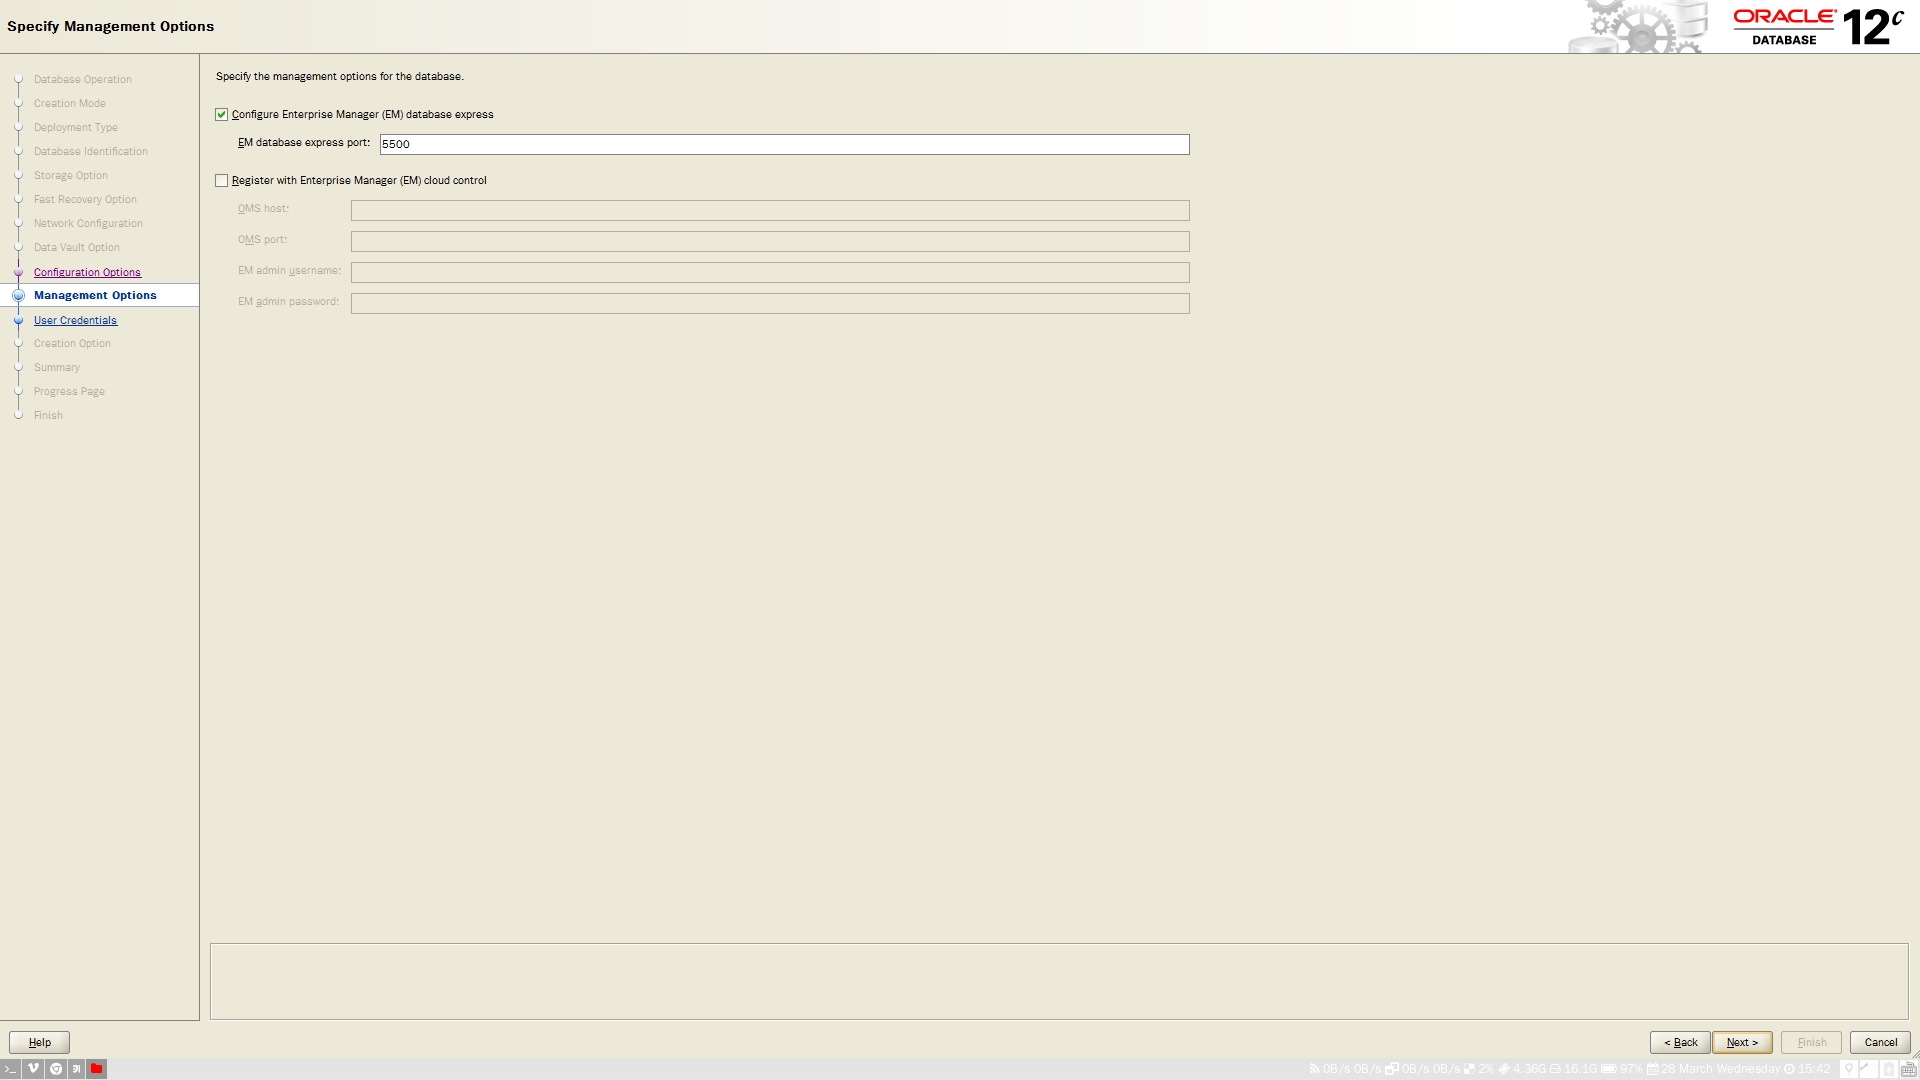 Specify Management Options
ORACLE
DATABASE
12c
Database Operation
Creation Mode
Deployment Type
Database Identification
Storage Option
Fast Recovery Option
Network Configuration
Data Vault Option
Configuration Options
Management Options
User Credentials
Creation Option
Summary
Progress Page
Finish
Specify the management options for the database.
Configure Enterprise Manager (EM) database express
EM database express port: 5500
Register with Enterprise Manager (EM) cloud control
OMS host:
OMS port:
EM admin username:
EM admin password:
Help
< Back Next > Finish Cancel
0B/s 0B/s 0B/s 0B/s 2% 4.36G 16.1G 97% 28 March Wednesday 15:42